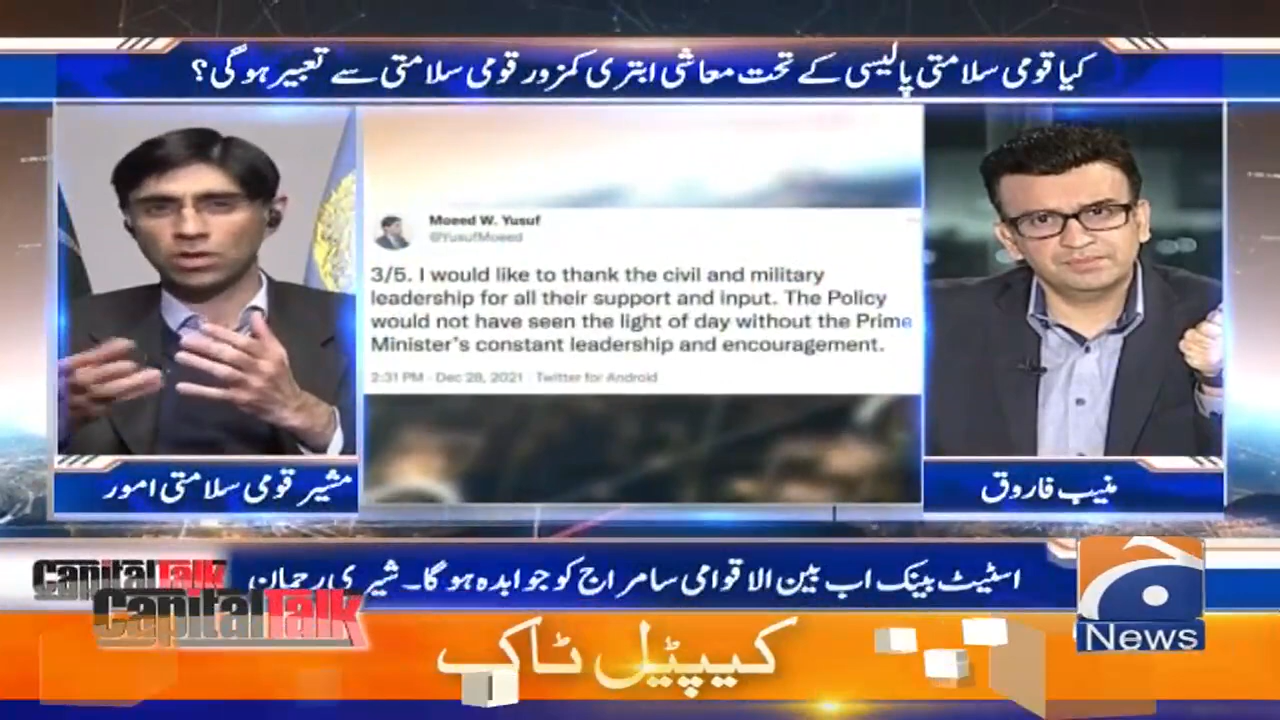 کیا قومی سلامتی پالیسی کے تحت معاشی ابتری کمزور قومی سلامتی سے تعبیر ہوگی؟
Moeed W. Yusuf
@YusufMoeed
3/5. I would like to thank the civil and military
leadership for all their support and input. The Policy
would not have seen the light of day without the Prime
Minister's constant leadership and encouragement.
2:31 PM · Dec 28, 2021 · Twitter for Android
مشیر قومی سلامتی امور
منیب فاروق
اسٹیٹ بینک اب بین الاقوامی سامراج کو جوابدہ ہوگا۔ شیری رحمان
Capital Talk
Capital Talk
کیپٹیل ٹاک
News